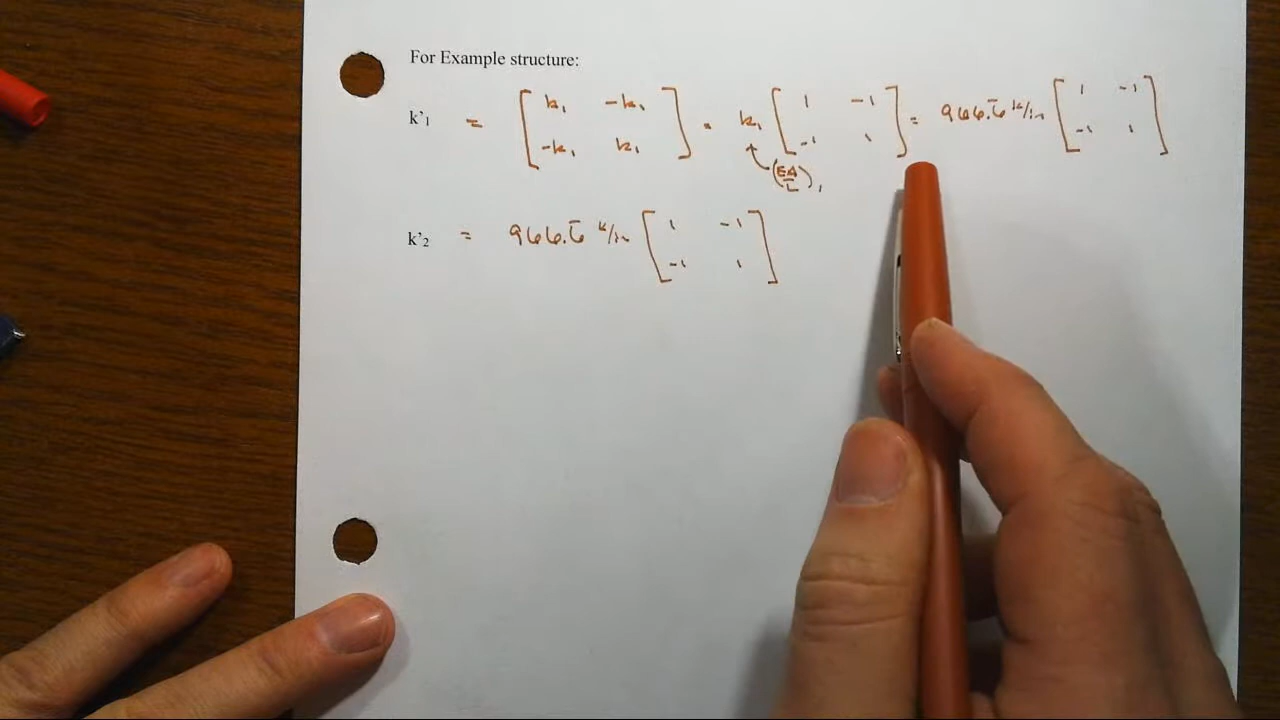 For Example structure:
k'₁ = [ k₁ -k₁ ; -k₁ k₁ ] = k₁ [ 1 -1 ; -1 1 ] = 966.6̅ k/in [ 1 -1 ; -1 1 ]
(EA/L)₁
k'₂ = 966.6̅ k/in [ 1 -1 ; -1 1 ]